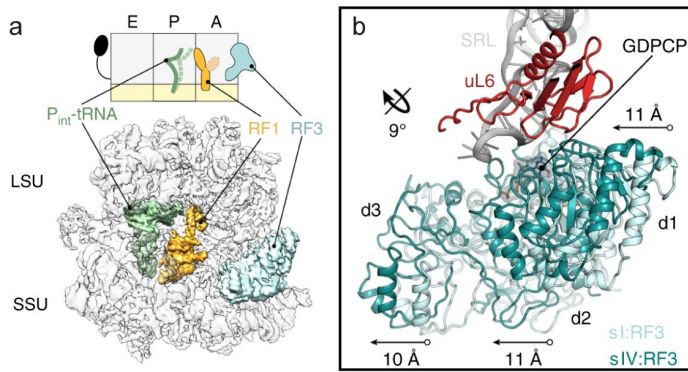 a
E P A
P_int-tRNA
RF1
RF3
LSU
SSU
b
SRL
uL6
GDPCP
9°
11 Å
d3
d1
d2
sI:RF3
sIV:RF3
10 Å
11 Å